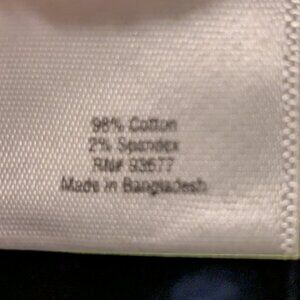 98% Cotton
2% Spandex
RN# 93677
Made in Bangladesh